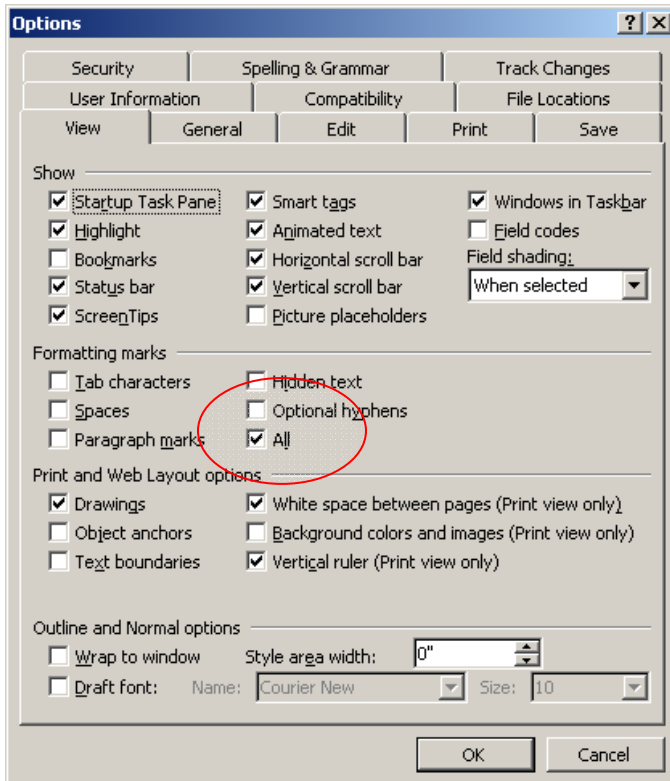 Options
Security Spelling & Grammar Track Changes
User Information Compatibility File Locations
View General Edit Print Save
Show
Startup Task Pane Smart tags Windows in Taskbar
Highlight Animated text Field codes
Bookmarks Horizontal scroll bar Field shading:
Status bar Vertical scroll bar When selected
ScreenTips Picture placeholders
Formatting marks
Tab characters Hidden text
Spaces Optional hyphens
Paragraph marks All
Print and Web Layout options
Drawings White space between pages (Print view only)
Object anchors Background colors and images (Print view only)
Text boundaries Vertical ruler (Print view only)
Outline and Normal options
Wrap to window Style area width: 0"
Draft font: Name: Courier New Size: 10
OK Cancel